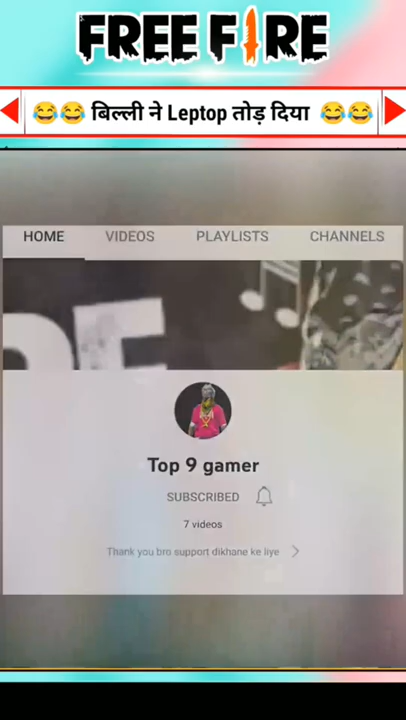 FREE FIRE
😂😂 बिल्ली ने Leptop तोड़ दिया 😂😂
HOME VIDEOS PLAYLISTS CHANNELS
Top 9 gamer
SUBSCRIBED
7 videos
Thank you bro support dikhane ke liye